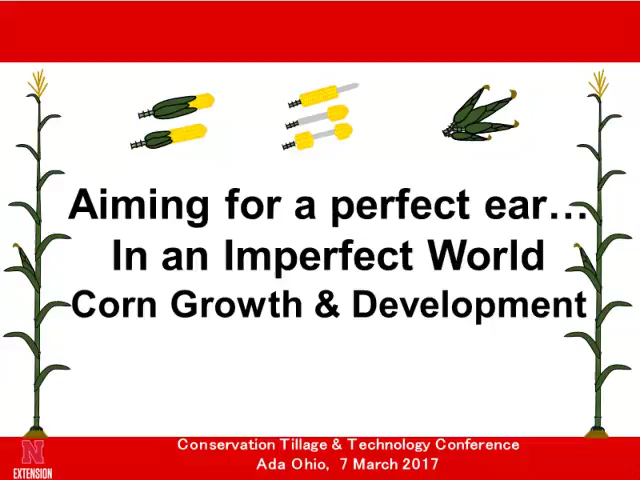 Aiming for a perfect ear…
In an Imperfect World
Corn Growth & Development
Conservation Tillage & Technology Conference
Ada Ohio, 7 March 2017
N
EXTENSION